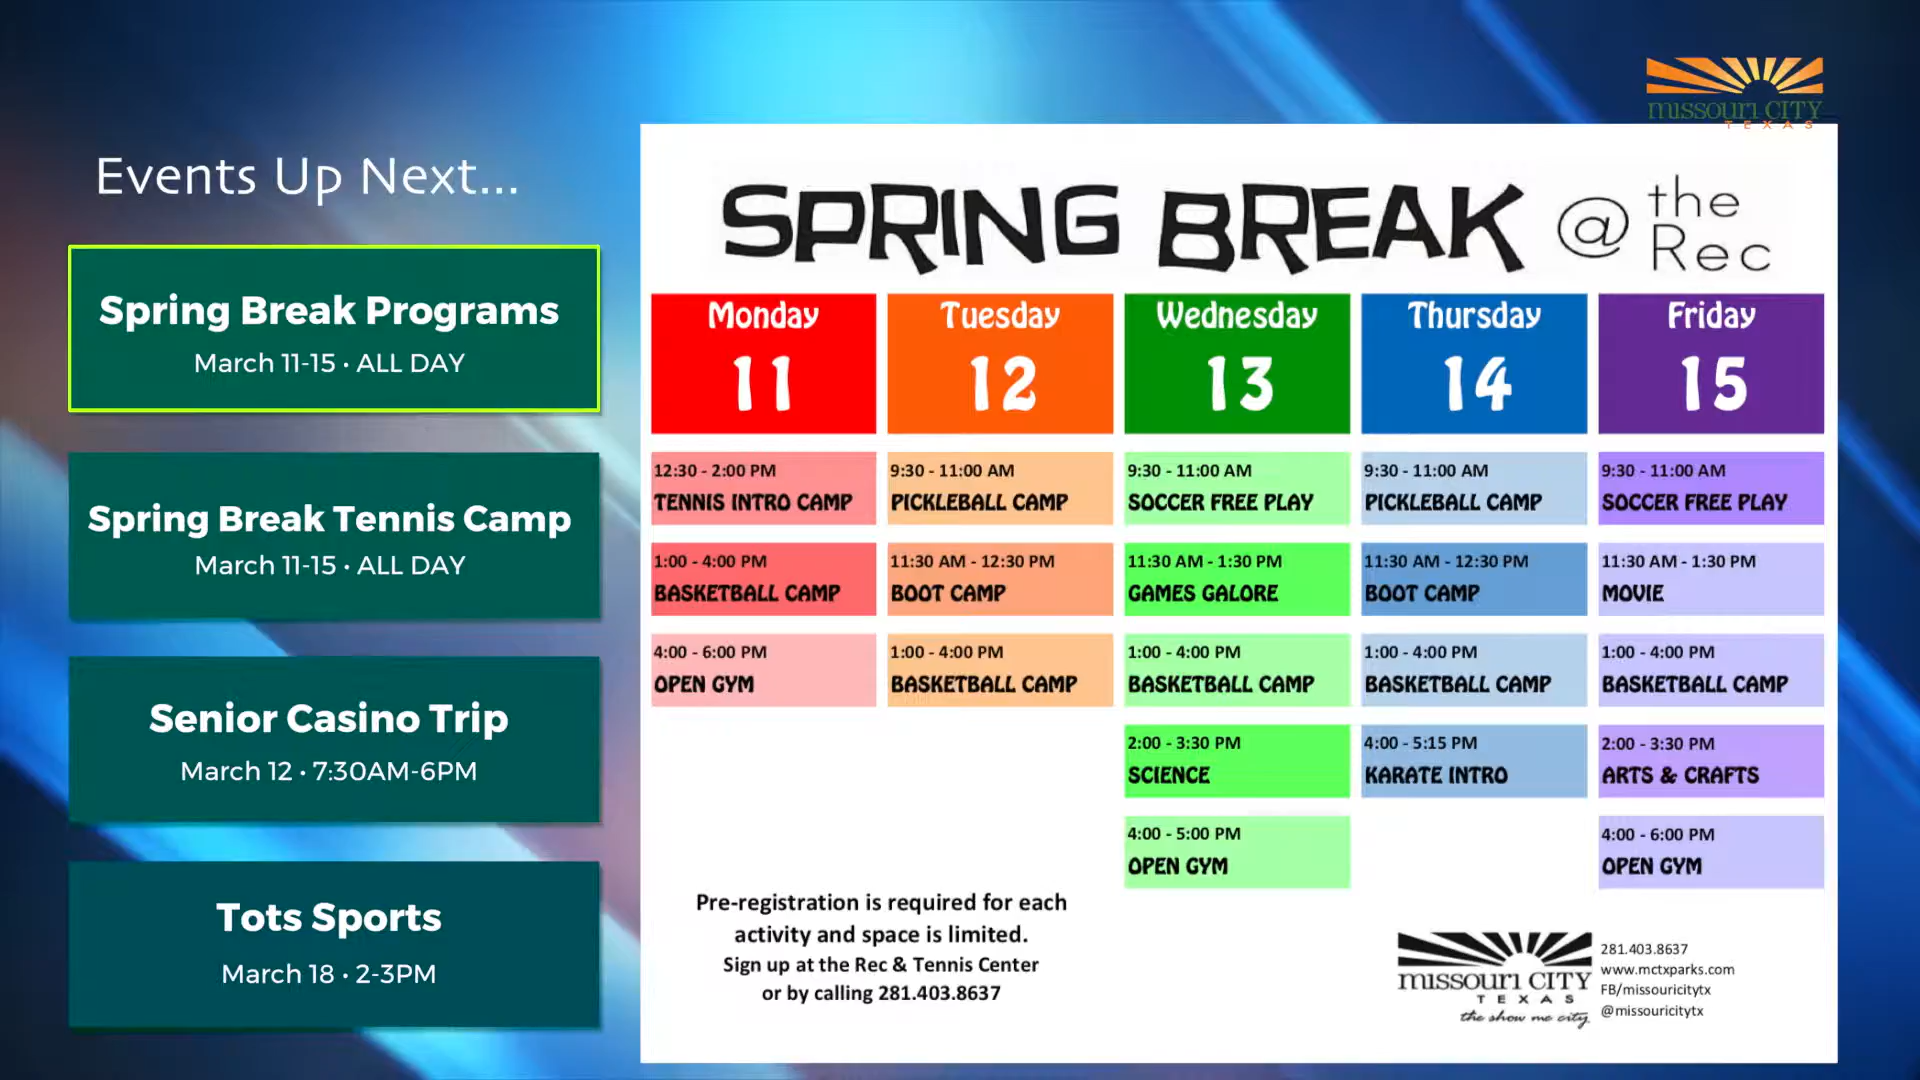 missouri CITY
TEXAS
Events Up Next...
Spring Break Programs
March 11-15 • ALL DAY
Spring Break Tennis Camp
March 11-15 • ALL DAY
Senior Casino Trip
March 12 • 7:30AM-6PM
Tots Sports
March 18 • 2-3PM
SPRING BREAK @ the Rec
Monday
11
12:30 - 2:00 PM
TENNIS INTRO CAMP
1:00 - 4:00 PM
BASKETBALL CAMP
4:00 - 6:00 PM
OPEN GYM
Tuesday
12
9:30 - 11:00 AM
PICKLEBALL CAMP
11:30 AM - 12:30 PM
BOOT CAMP
1:00 - 4:00 PM
BASKETBALL CAMP
Wednesday
13
9:30 - 11:00 AM
SOCCER FREE PLAY
11:30 AM - 1:30 PM
GAMES GALORE
1:00 - 4:00 PM
BASKETBALL CAMP
2:00 - 3:30 PM
SCIENCE
4:00 - 5:00 PM
OPEN GYM
Thursday
14
9:30 - 11:00 AM
PICKLEBALL CAMP
11:30 AM - 12:30 PM
BOOT CAMP
1:00 - 4:00 PM
BASKETBALL CAMP
4:00 - 5:15 PM
KARATE INTRO
Friday
15
9:30 - 11:00 AM
SOCCER FREE PLAY
11:30 AM - 1:30 PM
MOVIE
1:00 - 4:00 PM
BASKETBALL CAMP
2:00 - 3:30 PM
ARTS & CRAFTS
4:00 - 6:00 PM
OPEN GYM
Pre-registration is required for each
activity and space is limited.
Sign up at the Rec & Tennis Center
or by calling 281.403.8637
missouri CITY
TEXAS
the show me city
281.403.8637
www.mctxparks.com
FB/missouricitytx
@missouricitytx